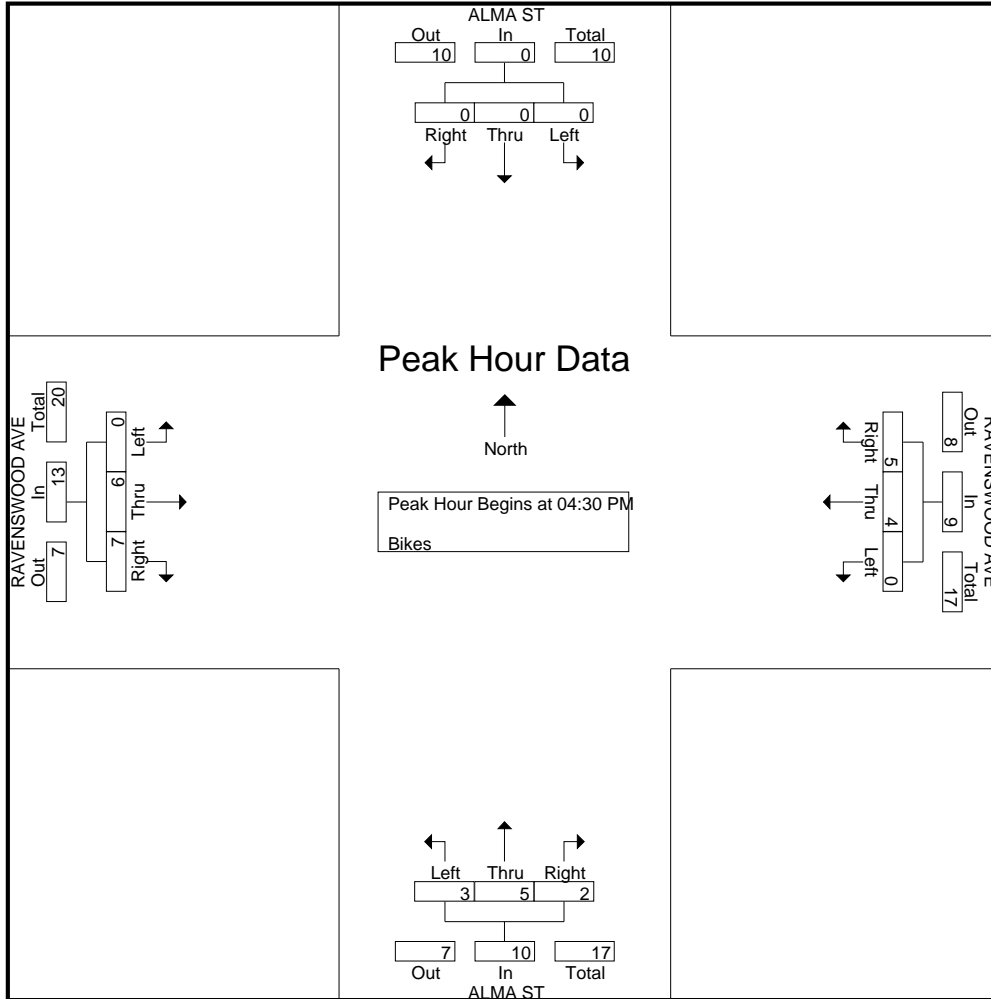 ALMA ST
Out In Total
10 0 10
0 0 0
Right Thru Left
Peak Hour Data
North
Peak Hour Begins at 04:30 PM
Bikes
RAVENSWOOD AVE
Out In Total
7 13 20
Right Thru Left
7 6 0
RAVENSWOOD AVE
Out In Total
8 9 17
Right Thru Left
5 4 0
Left Thru Right
3 5 2
7 10 17
Out In Total
ALMA ST